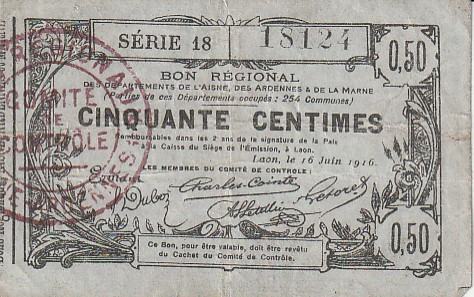 SÉRIE 18
18124
0,50
BON RÉGIONAL
DES DÉPARTEMENTS DE L'AISNE, DES ARDENNES & DE LA MARNE
(Parties de ces Départements occupés : 254 Communes)
CINQUANTE CENTIMES
Remboursables dans les 2 ans de la signature de la Paix
à la Caisse du Siège de l'Émission, à Laon.
Laon, le 16 Juin 1916.
LES MEMBRES DU COMITÉ DE CONTRÔLE :
Charles Cointe
0,50
Ce Bon, pour être valable, doit être revêtu
du Cachet du Comité de Contrôle.
COMITÉ
DE
CONTRÔLE